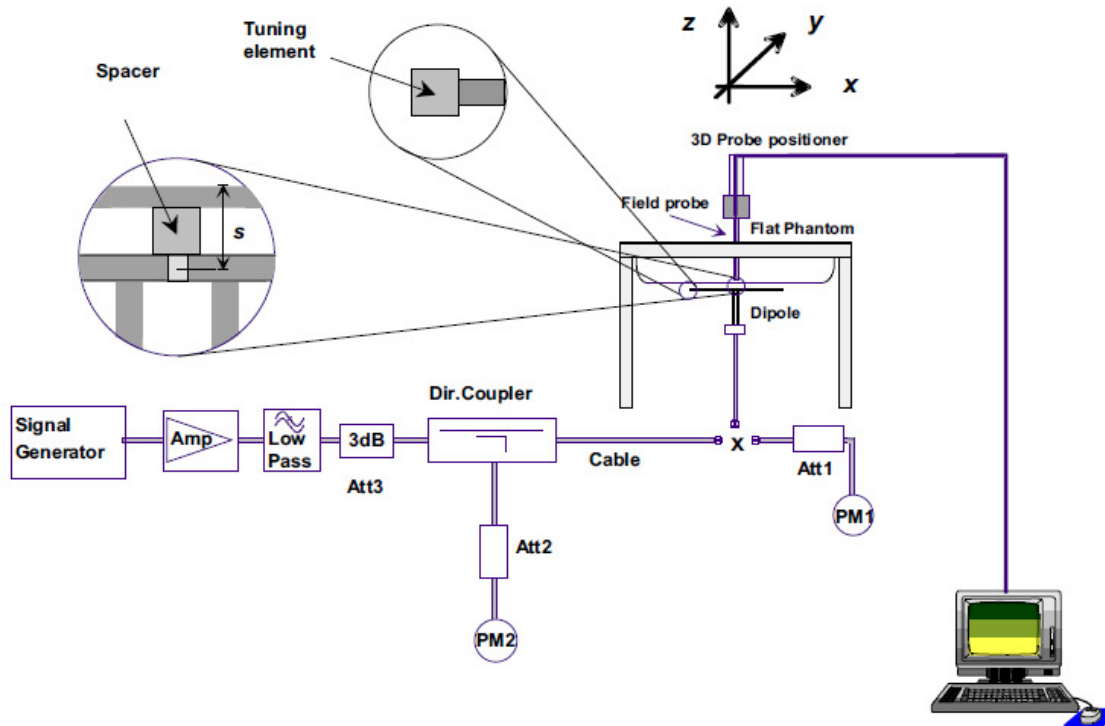 Tuning
element
Spacer
s
z
y
x
3D Probe positioner
Field probe
Flat Phantom
Dipole
Dir.Coupler
Signal
Generator
Amp
Low
Pass
3dB
Att3
Cable
X
Att1
PM1
Att2
PM2